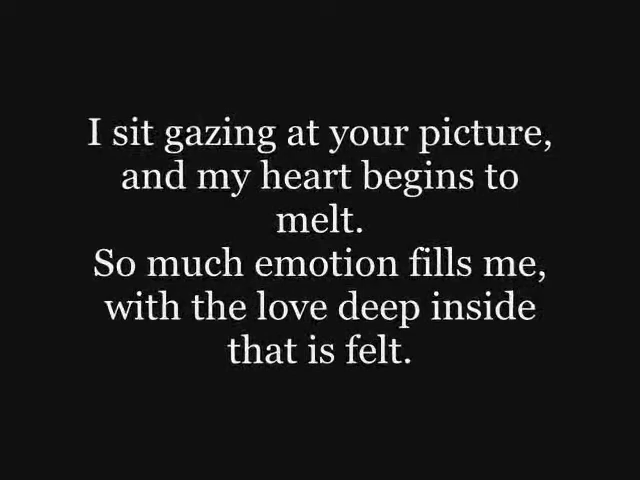 I sit gazing at your picture,
and my heart begins to
melt.
So much emotion fills me,
with the love deep inside
that is felt.